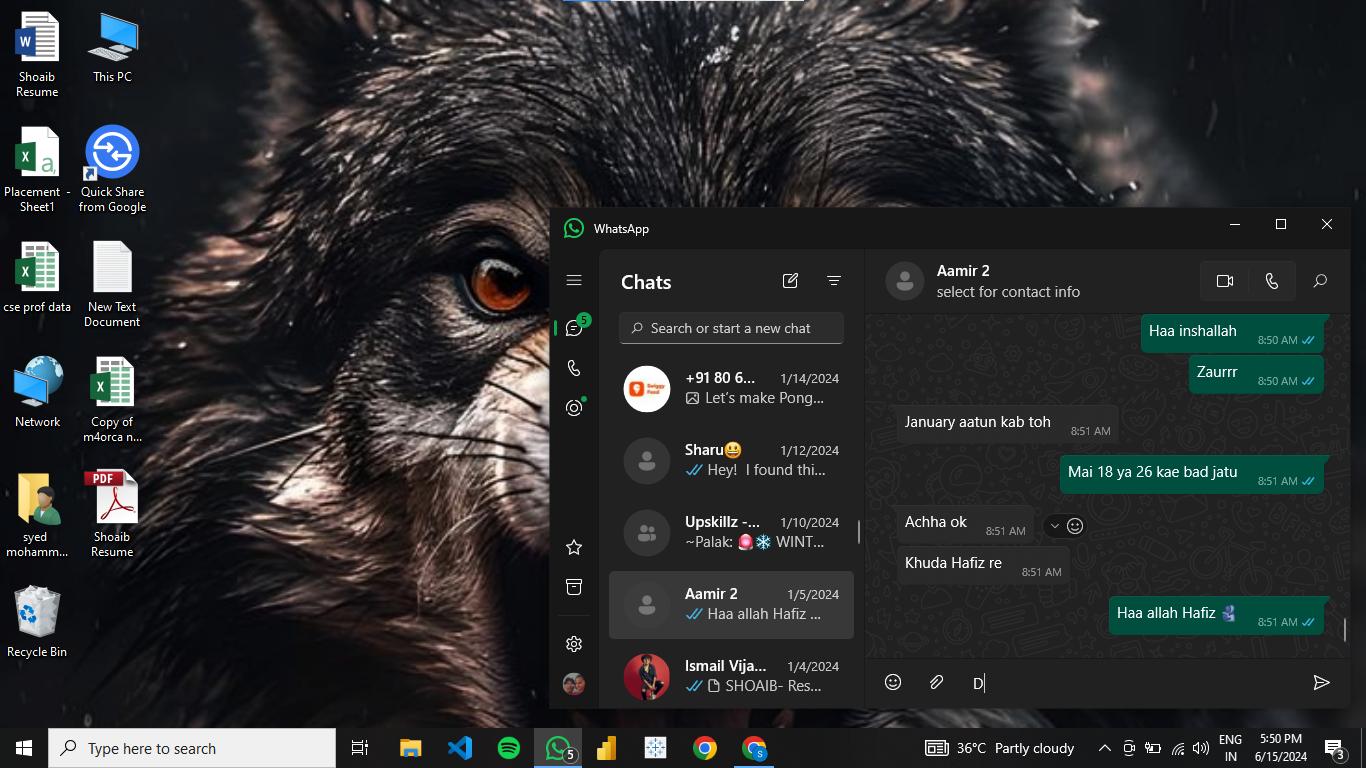 Shoaib
Resume
This PC
Placement -
Sheet1
Quick Share
from Google
cse prof data
New Text
Document
Network
Copy of
m4orca n...
syed
mohamm...
PDF
Shoaib
Resume
Recycle Bin
WhatsApp
5
Chats
Search or start a new chat
+91 80 6... 1/14/2024
Let's make Pong...
Sharu😃 1/12/2024
Hey! I found thi...
Upskillz -... 1/10/2024
~Palak: 🚨❄️ WINT...
Aamir 2 1/5/2024
Haa allah Hafiz ...
Ismail Vija... 1/4/2024
SHOAIB- Res...
Aamir 2
select for contact info
Haa inshallah 8:50 AM
Zaurrr 8:50 AM
January aatun kab toh 8:51 AM
Mai 18 ya 26 kae bad jatu 8:51 AM
Achha ok 8:51 AM
Khuda Hafiz re 8:51 AM
Haa allah Hafiz 8:51 AM
D
Type here to search
5
36°C Partly cloudy
ENG
IN
5:50 PM
6/15/2024
3